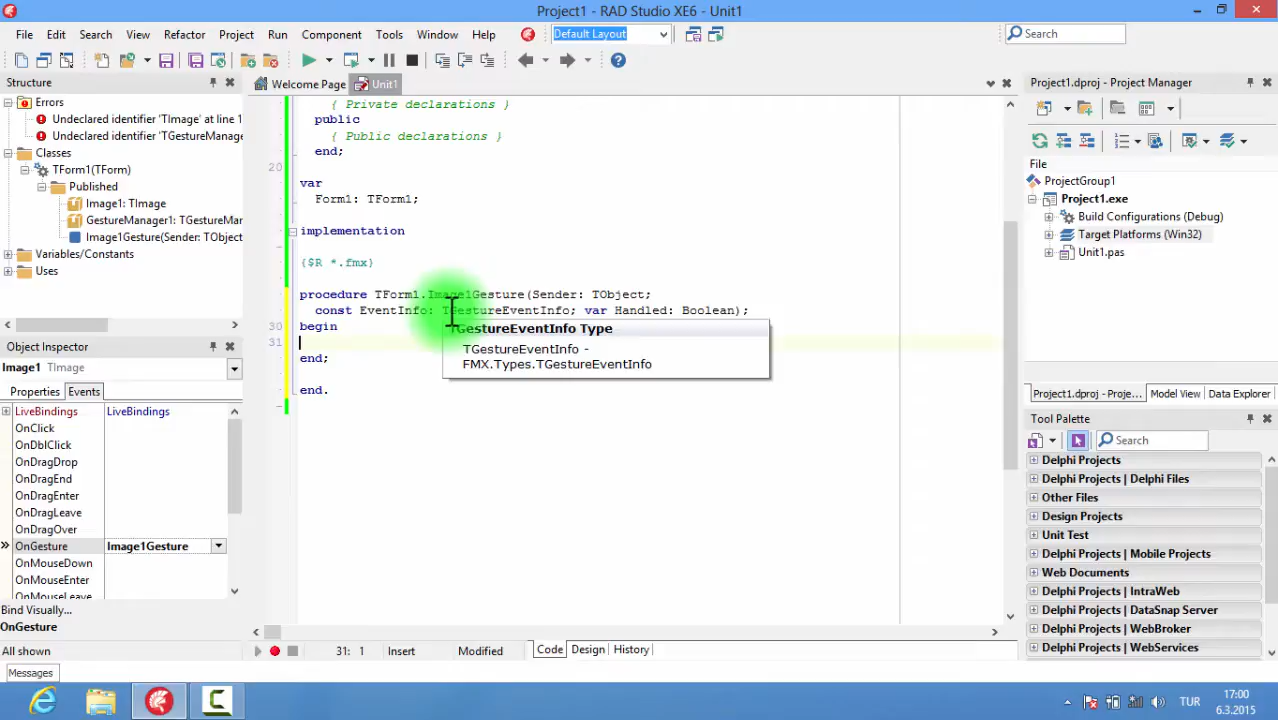 Project1 - RAD Studio XE6 - Unit1
File Edit Search View Refactor Project Run Component Tools Window Help Default Layout Search
Structure
Errors
Undeclared identifier 'TImage' at line 1
Undeclared identifier 'TGestureManage
Classes
TForm1(TForm)
Published
Image1: TImage
GestureManager1: TGestureMar
Image1Gesture(Sender: TObject
Variables/Constants
Uses
Object Inspector
Image1 TImage
Properties Events
LiveBindings LiveBindings
OnClick
OnDblClick
OnDragDrop
OnDragEnd
OnDragEnter
OnDragLeave
OnDragOver
OnGesture Image1Gesture
OnMouseDown
OnMouseEnter
OnMouseLeave
Bind Visually...
OnGesture
All shown
Welcome Page Unit1
{ Private declarations }
public
{ Public declarations }
end;
20
var
Form1: TForm1;
implementation
{$R *.fmx}
procedure TForm1.Image1Gesture(Sender: TObject;
const EventInfo: TGestureEventInfo; var Handled: Boolean);
30 begin
31
end;
end.
TGestureEventInfo Type
TGestureEventInfo -
FMX.Types.TGestureEventInfo
31: 1 Insert Modified Code Design History
Project1.dproj - Project Manager
File
ProjectGroup1
Project1.exe
Build Configurations (Debug)
Target Platforms (Win32)
Unit1.pas
Project1.dproj - Proje... Model View Data Explorer
Tool Palette
Search
Delphi Projects
Delphi Projects | Delphi Files
Other Files
Design Projects
Unit Test
Delphi Projects | Mobile Projects
Web Documents
Delphi Projects | IntraWeb
Delphi Projects | DataSnap Server
Delphi Projects | WebBroker
Delphi Projects | WebServices
Messages
TUR
17:00
6.3.2015